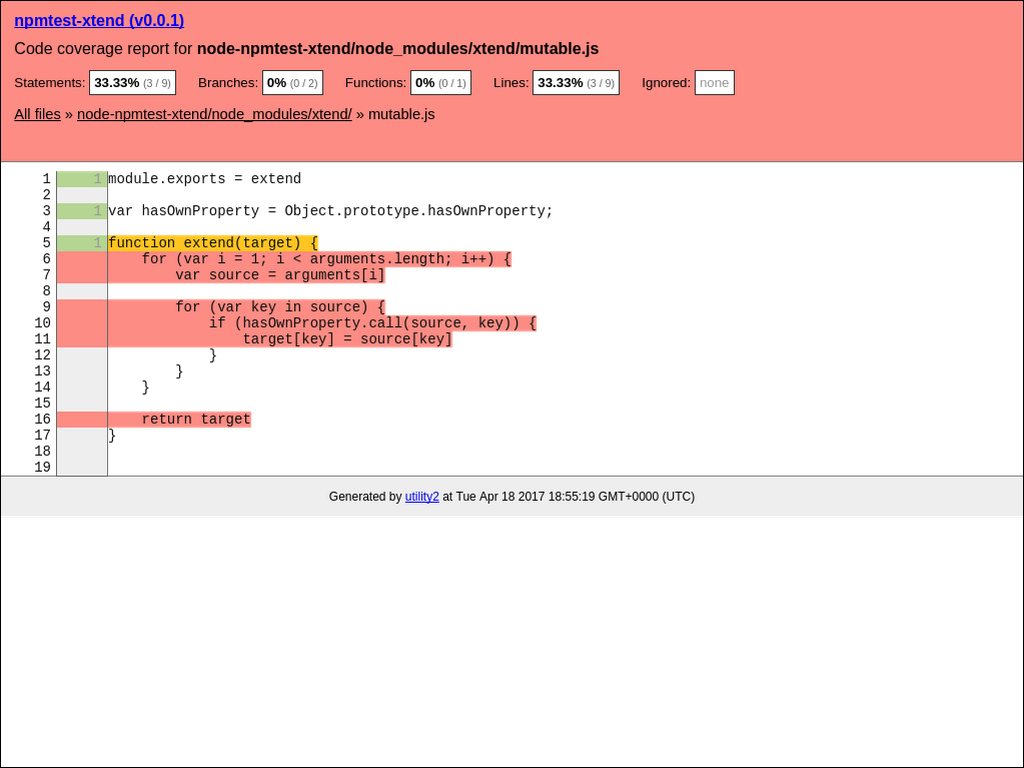 npmtest-xtend (v0.0.1)
Code coverage report for node-npmtest-xtend/node_modules/xtend/mutable.js
Statements: 33.33% (3 / 9) Branches: 0% (0 / 2) Functions: 0% (0 / 1) Lines: 33.33% (3 / 9) Ignored: none
All files » node-npmtest-xtend/node_modules/xtend/ » mutable.js
1 1 module.exports = extend
2
3 1 var hasOwnProperty = Object.prototype.hasOwnProperty;
4
5 1 function extend(target) {
6     for (var i = 1; i < arguments.length; i++) {
7         var source = arguments[i]
8
9         for (var key in source) {
10             if (hasOwnProperty.call(source, key)) {
11                 target[key] = source[key]
12             }
13         }
14     }
15
16     return target
17 }
18
19
Generated by utility2 at Tue Apr 18 2017 18:55:19 GMT+0000 (UTC)